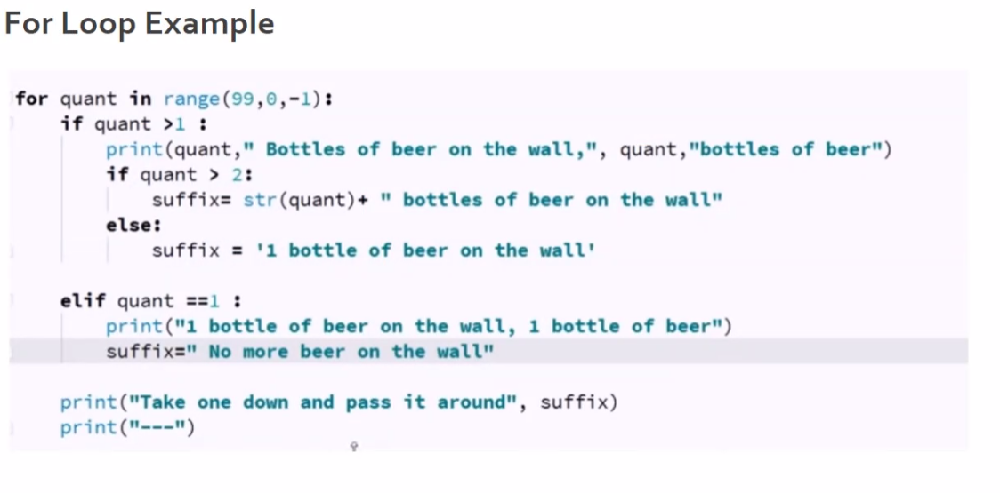 For Loop Example
for quant in range(99,0,-1):
    if quant >1 :
        print(quant," Bottles of beer on the wall,", quant,"bottles of beer")
        if quant > 2:
            suffix= str(quant)+ " bottles of beer on the wall"
        else:
            suffix = '1 bottle of beer on the wall'
    elif quant ==1 :
        print("1 bottle of beer on the wall, 1 bottle of beer")
        suffix=" No more beer on the wall"
    print("Take one down and pass it around", suffix)
    print("---")